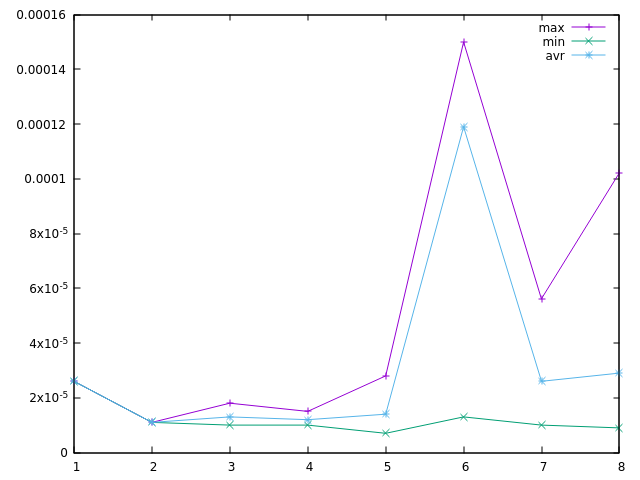 0.00016
0.00014
0.00012
0.0001
8x10⁻⁵
6x10⁻⁵
4x10⁻⁵
2x10⁻⁵
0
1 2 3 4 5 6 7 8
max
min
avr